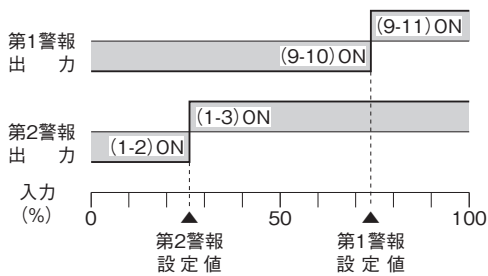 (9-11)ON
第1警報
出力
(9-10)ON
(1-3)ON
第2警報
出力
(1-2)ON
入力
(%)
0 50 100
第2警報 第1警報
設定値 設定値